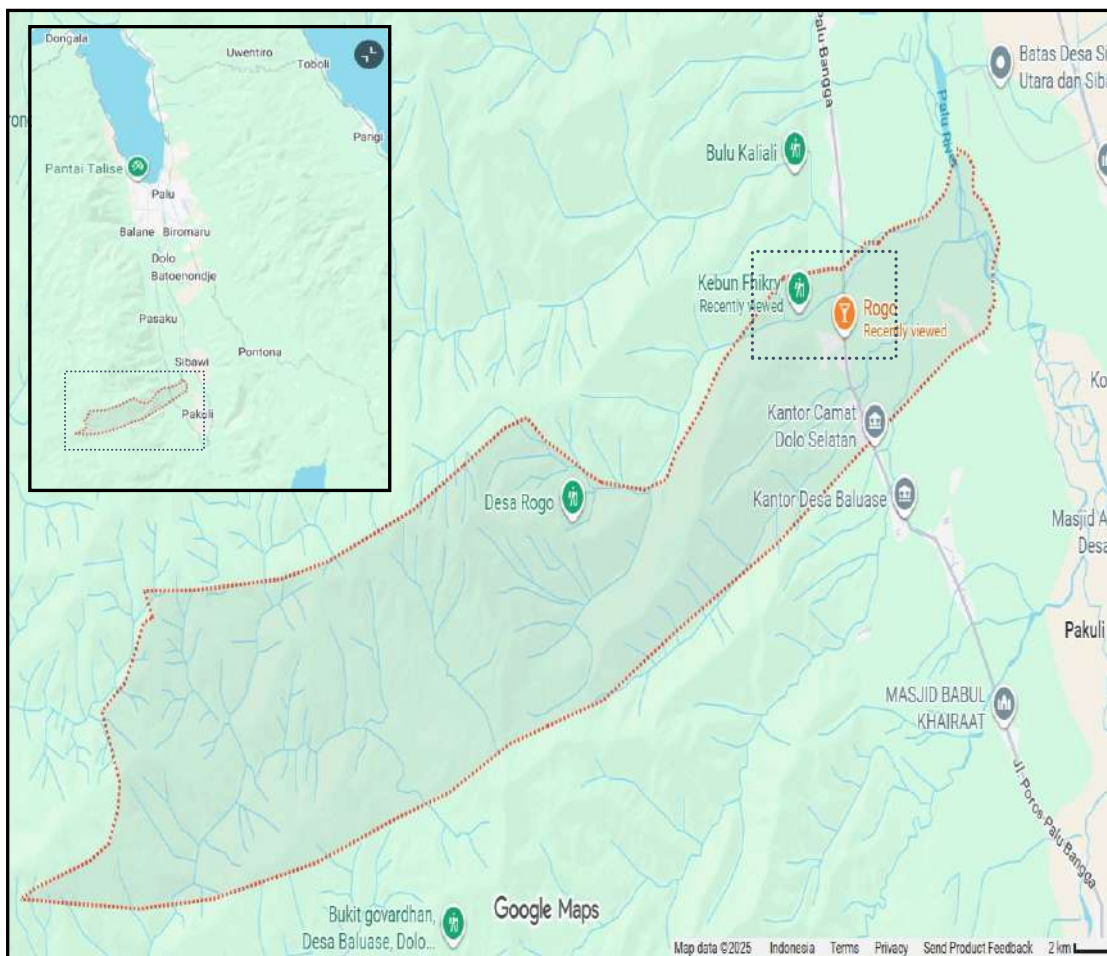 Dongala
Uwentiro
Toboli
Pangi
Pantai Talise
Palu
Balane
Biromaru
Dolo
Batoenondje
Pasaku
Sibawi
Pontona
Pakuli
Palu Bangga
Palu River
Batas Desa Si
Utara dan Siba
Bulu Kaliali
Kebun Fhikry
Recently viewed
Rogo
Recently viewed
Ko
Kantor Camat
Dolo Selatan
Desa Rogo
Kantor Desa Baluase
Masjid A
Desa
Pakuli
MASJID BABUL
KHAIRAAT
Jl. Poros Palu Bangga
Bukit govardhan,
Desa Baluase, Dolo...
Google Maps
Map data ©2025 Indonesia Terms Privacy Send Product Feedback 2 km